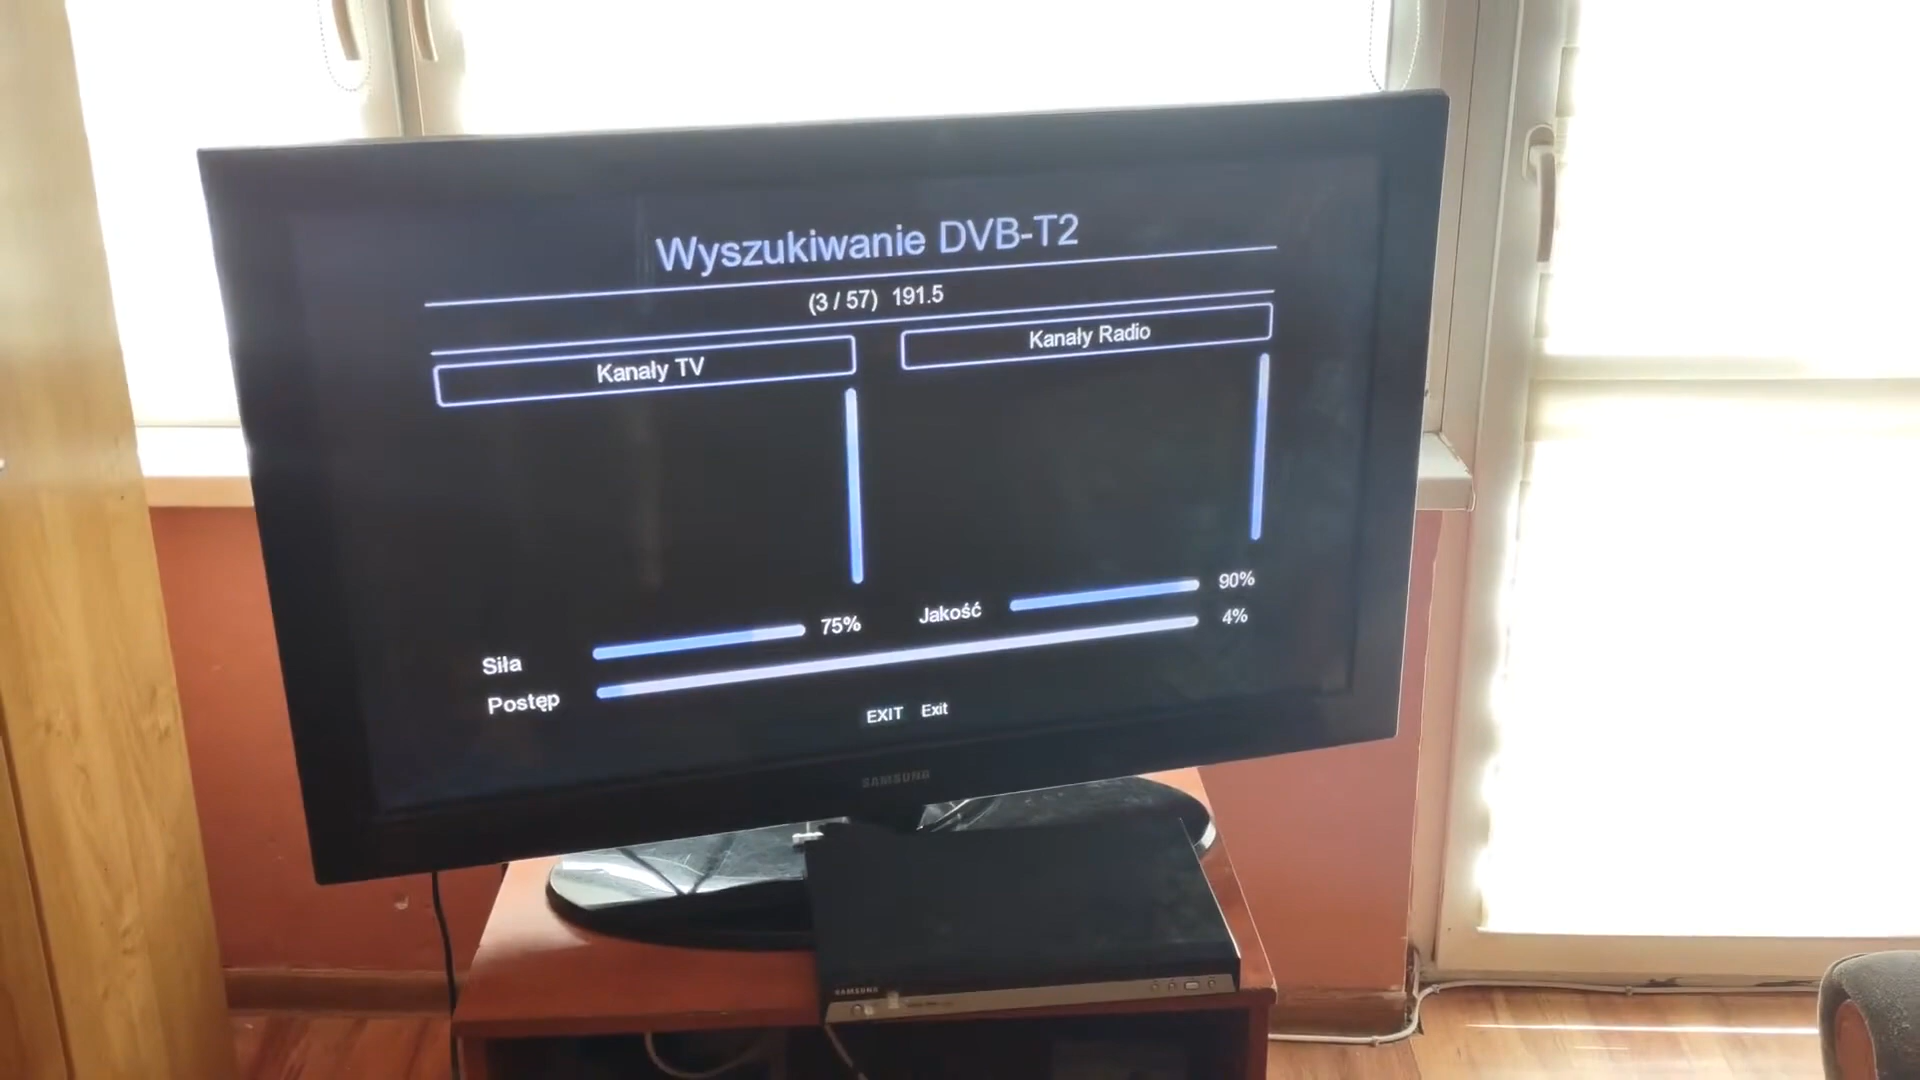 Wyszukiwanie DVB-T2
(3 / 57) 191.5
Kanały TV
Kanały Radio
Siła 75%
Jakość 90%
Postęp 4%
EXIT Exit
SAMSUNG
SAMSUNG